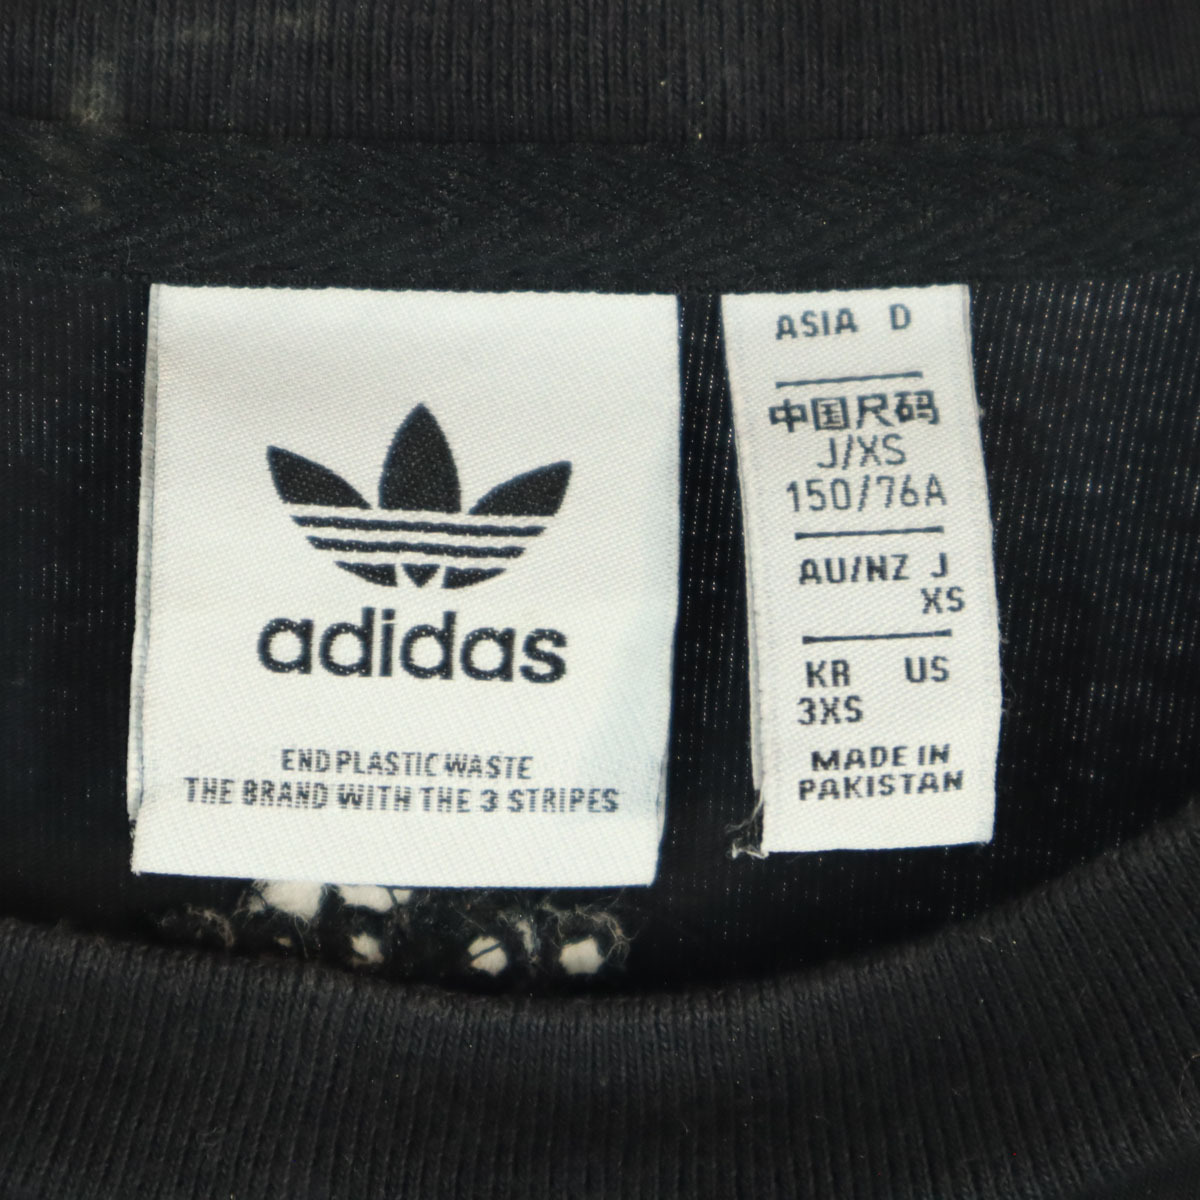 adidas
END PLASTIC WASTE
THE BRAND WITH THE 3 STRIPES
ASIA D
中国尺码
J/XS
150/76A
AU/NZ J
XS
KR US
3XS
MADE IN
PAKISTAN